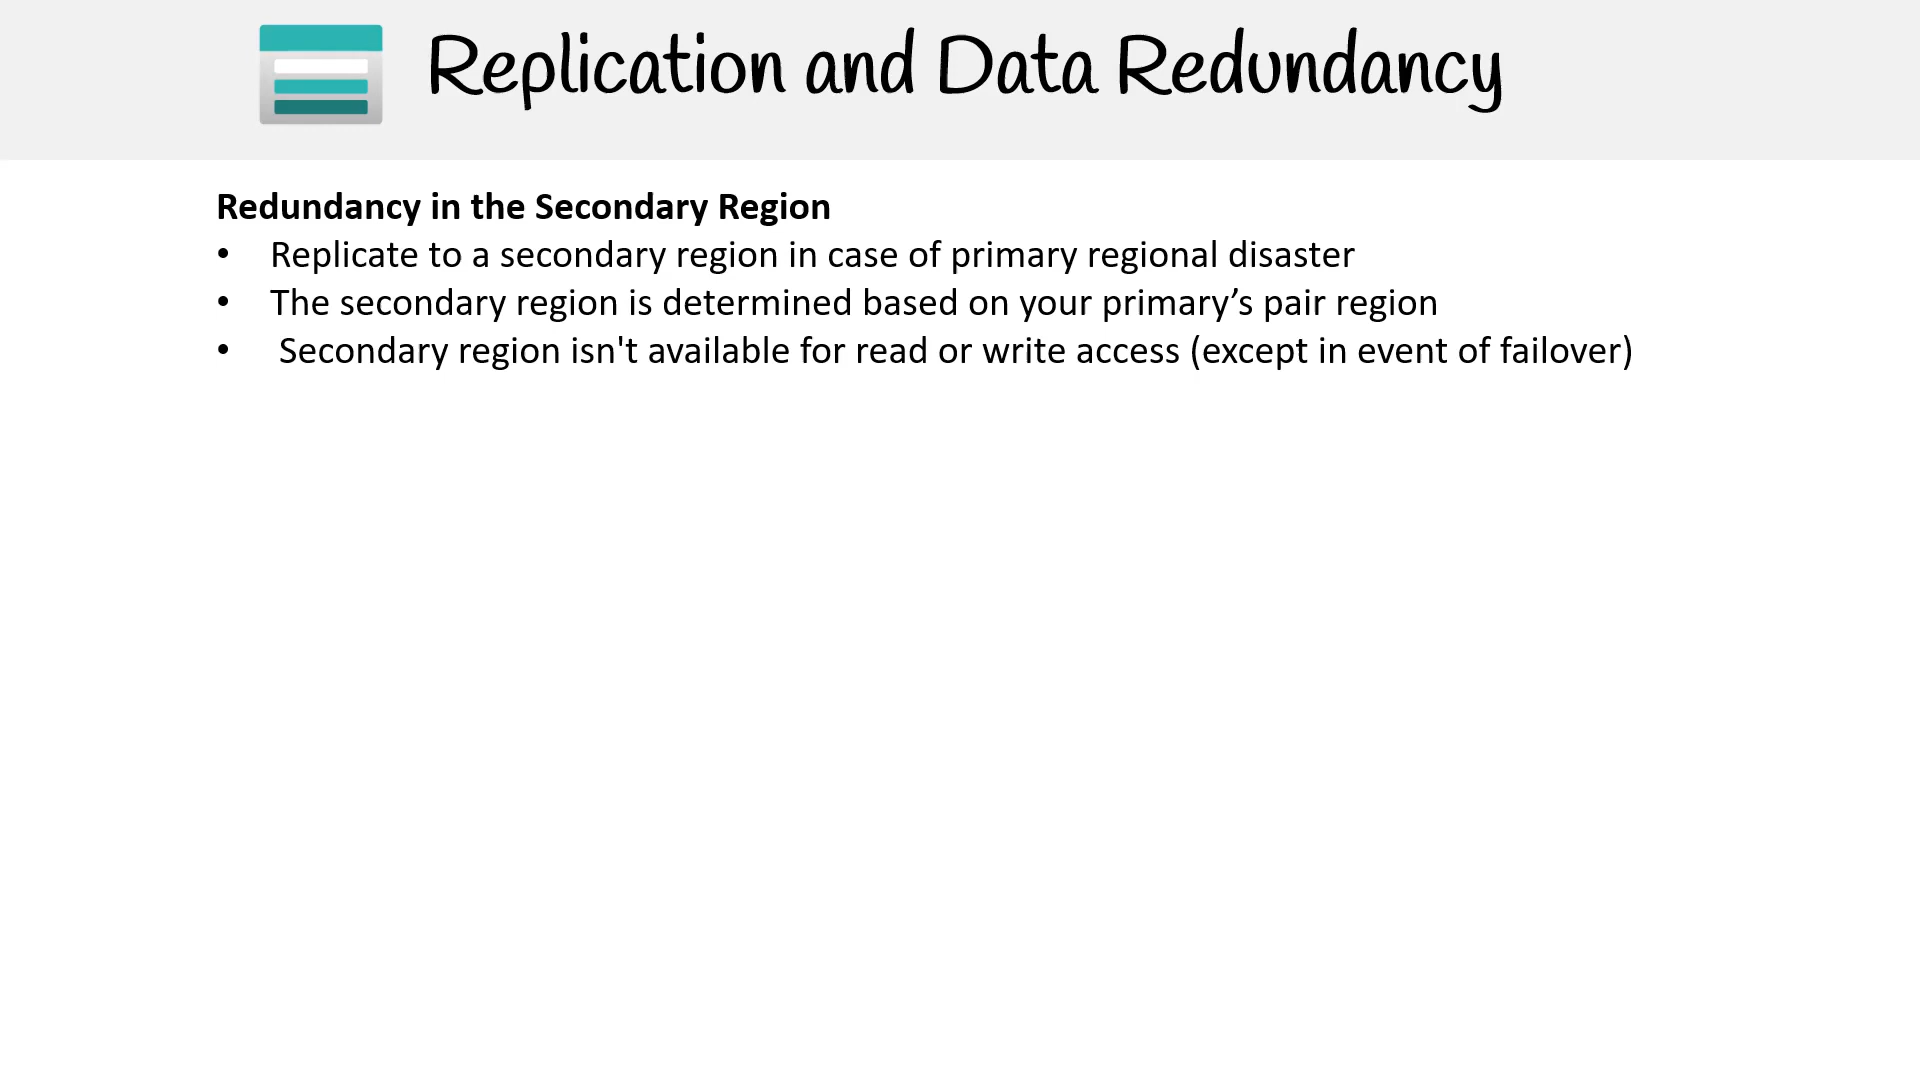 Replication and Data Redundancy
Redundancy in the Secondary Region
• Replicate to a secondary region in case of primary regional disaster
• The secondary region is determined based on your primary’s pair region
• Secondary region isn't available for read or write access (except in event of failover)